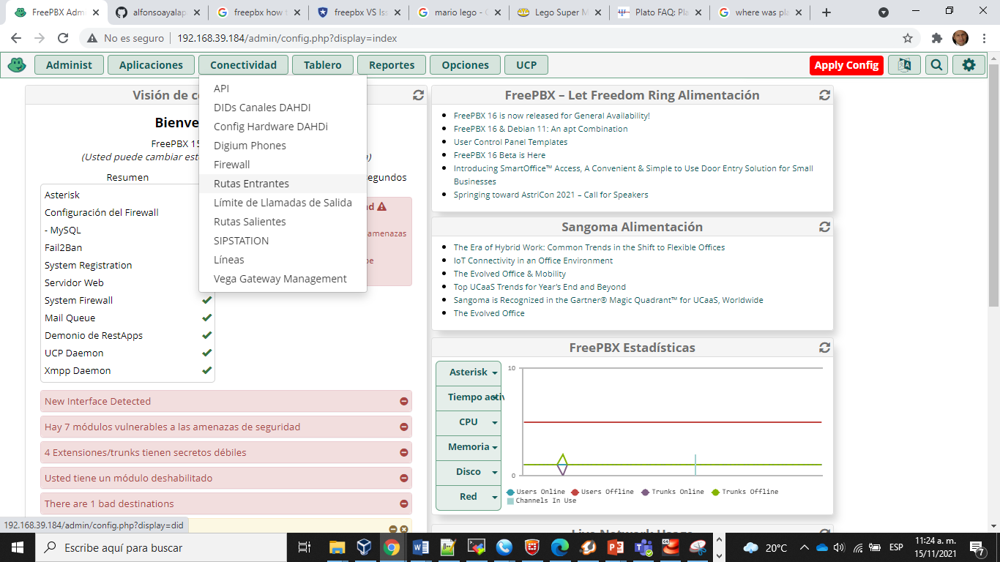 FreePBX Admi
alfonsoayalap
freepbx how t
freepbx VS Iss
mario lego - G
Lego Super M
Plato FAQ: Pla
where was pla
No es seguro
192.168.39.184/admin/config.php?display=index
Administ
Aplicaciones
Conectividad
Tablero
Reportes
Opciones
UCP
Apply Config
API
DIDs Canales DAHDI
Config Hardware DAHDi
Digium Phones
Firewall
Rutas Entrantes
Límite de Llamadas de Salida
Rutas Salientes
SIPSTATION
Líneas
Vega Gateway Management
Visión de co
Bienve
FreePBX 15
(Usted puede cambiar est
)
Resumen
segundos
Asterisk
Configuración del Firewall
- MySQL
Fail2Ban
System Registration
Servidor Web
System Firewall
Mail Queue
Demonio de RestApps
UCP Daemon
Xmpp Daemon
d
amenazas
be
New Interface Detected
Hay 7 módulos vulnerables a las amenazas de seguridad
4 Extensiones/trunks tienen secretos débiles
Usted tiene un módulo deshabilitado
There are 1 bad destinations
192.168.39.184/admin/config.php?display=did
FreePBX – Let Freedom Ring Alimentación
FreePBX 16 is now released for General Availability!
FreePBX 16 & Debian 11: An apt Combination
User Control Panel Templates
FreePBX 16 Beta is Here
Introducing SmartOffice™ Access, A Convenient & Simple to Use Door Entry Solution for Small
Businesses
Springing toward AstriCon 2021 – Call for Speakers
Sangoma Alimentación
The Era of Hybrid Work: Common Trends in the Shift to Flexible Offices
IoT Connectivity in an Office Environment
The Evolved Office & Mobility
Top UCaaS Trends for Year's End and Beyond
Sangoma is Recognized in the Gartner® Magic Quadrant™ for UCaaS, Worldwide
The Evolved Office
FreePBX Estadísticas
Asterisk
Tiempo activ
CPU
Memoria
Disco
Red
10
0
Users Online
Users Offline
Trunks Online
Trunks Offline
Channels In Use
Live Network Usage
Escribe aquí para buscar
20°C
ESP
11:24 a. m.
15/11/2021
7